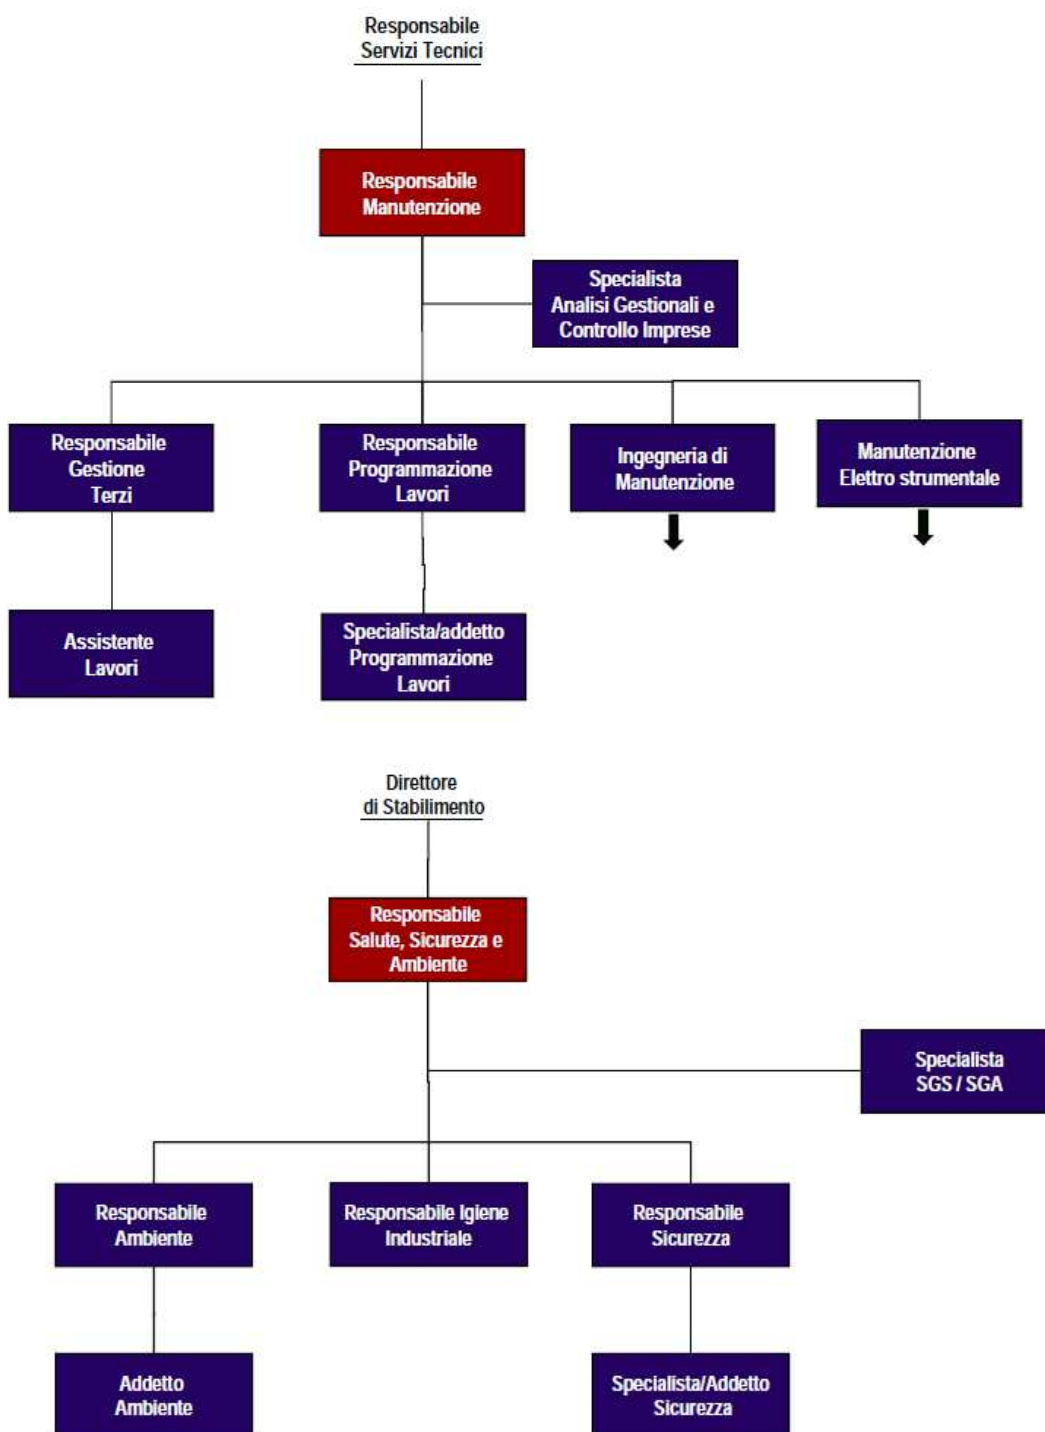 Responsabile
Servizi Tecnici
Responsabile
Manutenzione
Specialista
Analisi Gestionali e
Controllo Imprese
Responsabile
Gestione
Terzi
Responsabile
Programmazione
Lavori
Ingegneria di
Manutenzione
Manutenzione
Elettro strumentale
Assistente
Lavori
Specialista/addetto
Programmazione
Lavori
Direttore
di Stabilimento
Responsabile
Salute, Sicurezza e
Ambiente
Specialista
SGS / SGA
Responsabile
Ambiente
Responsabile Igiene
Industriale
Responsabile
Sicurezza
Addetto
Ambiente
Specialista/Addetto
Sicurezza